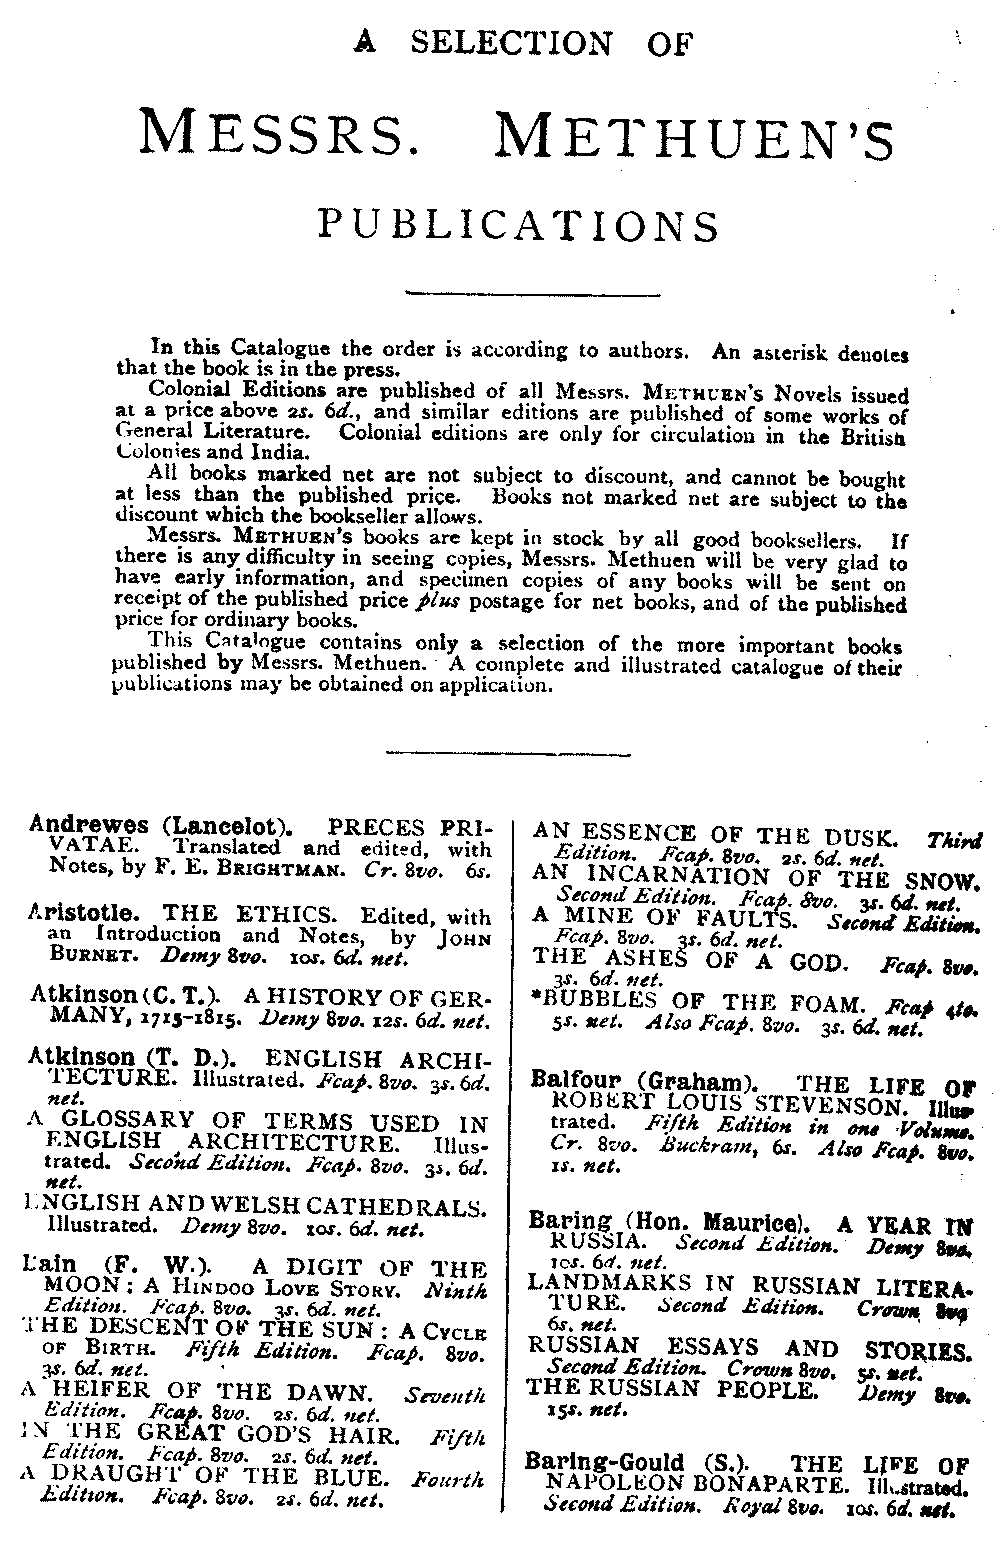 A SELECTION OF
MESSRS. METHUEN'S
PUBLICATIONS
In this Catalogue the order is according to authors. An asterisk denotes
that the book is in the press.
Colonial Editions are published of all Messrs. METHUEN'S Novels issued
at a price above 2s. 6d., and similar editions are published of some works of
General Literature. Colonial editions are only for circulation in the British
Colonies and India.
All books marked net are not subject to discount, and cannot be bought
at less than the published price. Books not marked net are subject to the
discount which the bookseller allows.
Messrs. METHUEN'S books are kept in stock by all good booksellers. If
there is any difficulty in seeing copies, Messrs. Methuen will be very glad to
have early information, and specimen copies of any books will be sent on
receipt of the published price plus postage for net books, and of the published
price for ordinary books.
This Catalogue contains only a selection of the more important books
published by Messrs. Methuen. A complete and illustrated catalogue of their
publications may be obtained on application.
Andrewes (Lancelot). PRECES PRI-
VATAE. Translated and edited, with
Notes, by F. E. BRIGHTMAN. Cr. 8vo. 6s.
Aristotle. THE ETHICS. Edited, with
an Introduction and Notes, by JOHN
BURNET. Demy 8vo. 10s. 6d. net.
Atkinson (C. T.). A HISTORY OF GER-
MANY, 1715-1815. Demy 8vo. 12s. 6d. net.
Atkinson (T. D.). ENGLISH ARCHI-
TECTURE. Illustrated. Fcap. 8vo. 3s. 6d.
net.
A GLOSSARY OF TERMS USED IN
ENGLISH ARCHITECTURE. Illus-
trated. Second Edition. Fcap. 8vo. 3s. 6d.
net.
ENGLISH AND WELSH CATHEDRALS.
Illustrated. Demy 8vo. 10s. 6d. net.
Bain (F. W.). A DIGIT OF THE
MOON: A HINDOO LOVE STORY. Ninth
Edition. Fcap. 8vo. 3s. 6d. net.
THE DESCENT OF THE SUN: A CYCLE
OF BIRTH. Fifth Edition. Fcap. 8vo.
3s. 6d. net.
A HEIFER OF THE DAWN. Seventh
Edition. Fcap. 8vo. 2s. 6d. net.
IN THE GREAT GOD'S HAIR. Fifth
Edition. Fcap. 8vo. 2s. 6d. net.
A DRAUGHT OF THE BLUE. Fourth
Edition. Fcap. 8vo. 2s. 6d. net.
AN ESSENCE OF THE DUSK. Third
Edition. Fcap. 8vo. 2s. 6d. net.
AN INCARNATION OF THE SNOW.
Second Edition. Fcap. 8vo. 3s. 6d. net.
A MINE OF FAULTS. Second Edition.
Fcap. 8vo. 3s. 6d. net.
THE ASHES OF A GOD. Fcap. 8vo.
3s. 6d. net.
*BUBBLES OF THE FOAM. Fcap 4to.
5s. net. Also Fcap. 8vo. 3s. 6d. net.
Balfour (Graham). THE LIFE OF
ROBERT LOUIS STEVENSON. Illus-
trated. Fifth Edition in one Volume.
Cr. 8vo. Buckram, 6s. Also Fcap. 8vo.
1s. net.
Baring (Hon. Maurice). A YEAR IN
RUSSIA. Second Edition. Demy 8vo.
10s. 6d. net.
LANDMARKS IN RUSSIAN LITERA-
TURE. Second Edition. Crown 8vo
6s. net.
RUSSIAN ESSAYS AND STORIES.
Second Edition. Crown 8vo. 5s. net.
THE RUSSIAN PEOPLE. Demy 8vo.
15s. net.
Baring-Gould (S.). THE LIFE OF
NAPOLEON BONAPARTE. Illustrated.
Second Edition. Royal 8vo. 10s. 6d. net.